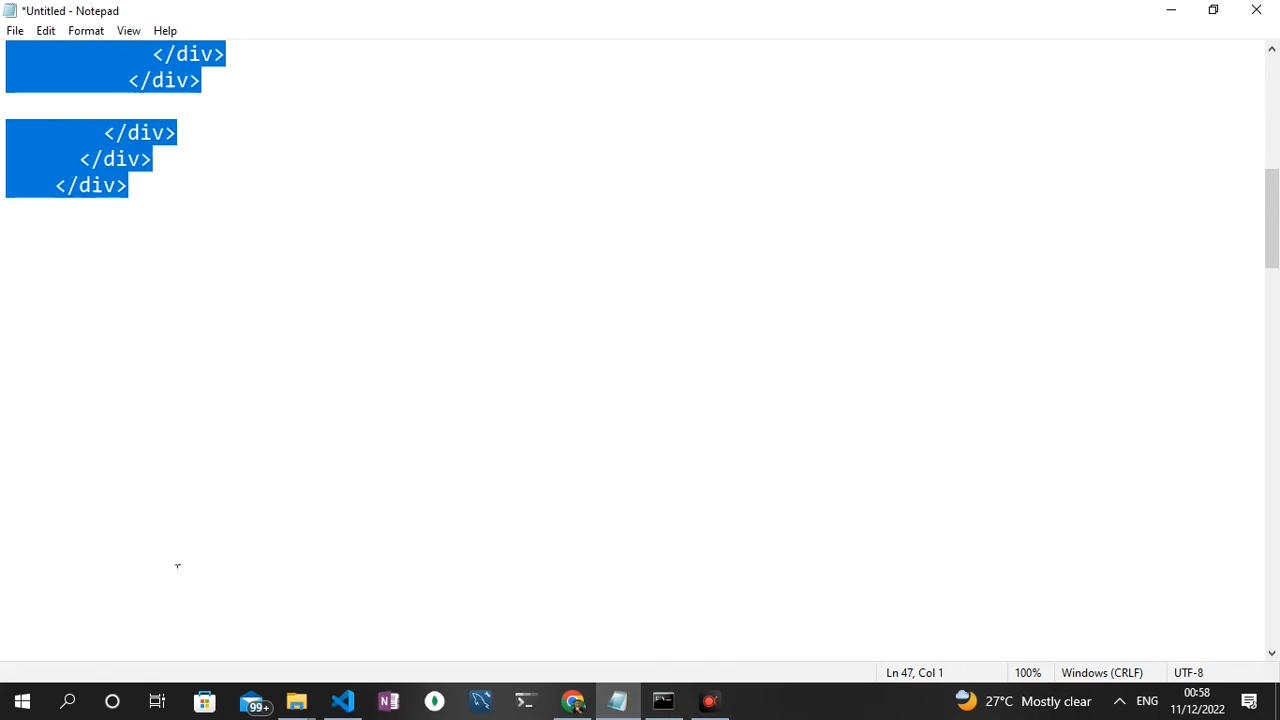 *Untitled - Notepad
File Edit Format View Help
</div>
</div>
</div>
</div>
</div>
Ln 47, Col 1 100% Windows (CRLF) UTF-8
99+ 27°C Mostly clear ENG 00:58
11/12/2022